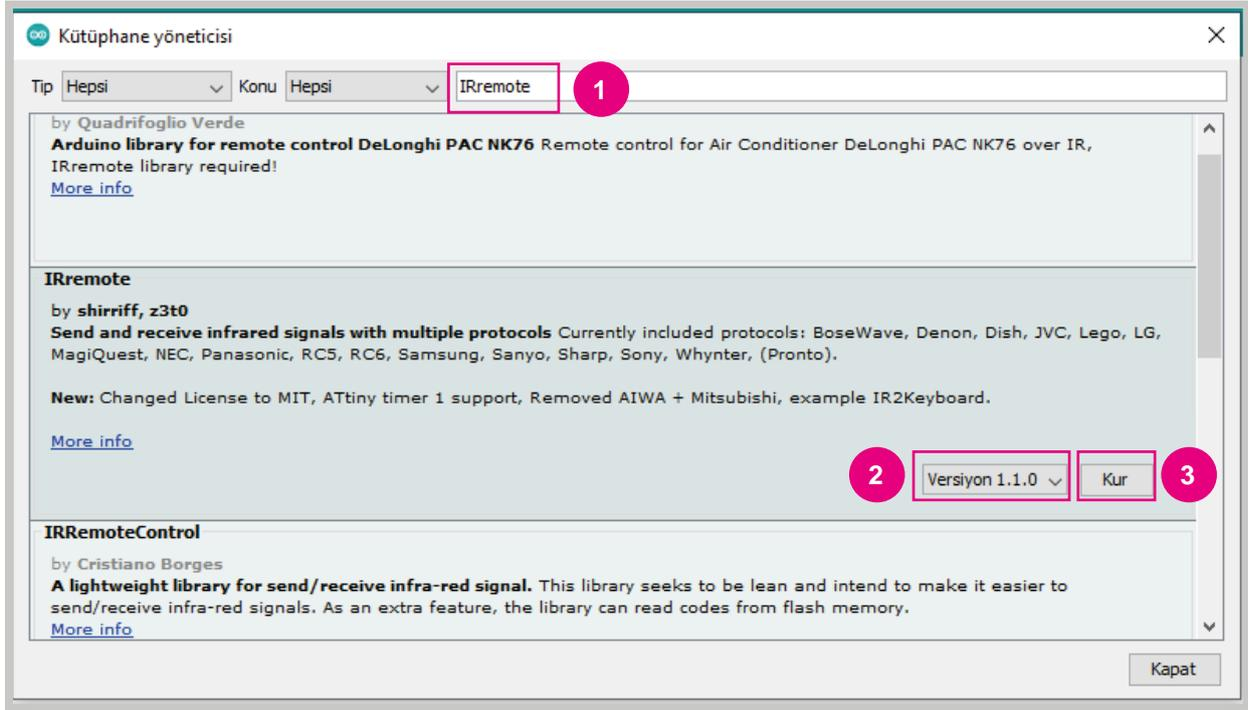 Kütüphane yöneticisi
Tip Hepsi Konu Hepsi IRremote 1
by Quadrifoglio Verde
Arduino library for remote control DeLonghi PAC NK76 Remote control for Air Conditioner DeLonghi PAC NK76 over IR,
IRremote library required!
More info
IRremote
by shirriff, z3t0
Send and receive infrared signals with multiple protocols Currently included protocols: BoseWave, Denon, Dish, JVC, Lego, LG,
MagiQuest, NEC, Panasonic, RC5, RC6, Samsung, Sanyo, Sharp, Sony, Whynter, (Pronto).
New: Changed License to MIT, ATtiny timer 1 support, Removed AIWA + Mitsubishi, example IR2Keyboard.
More info
2 Versiyon 1.1.0 Kur 3
IRRemoteControl
by Cristiano Borges
A lightweight library for send/receive infra-red signal. This library seeks to be lean and intend to make it easier to
send/receive infra-red signals. As an extra feature, the library can read codes from flash memory.
More info
Kapat